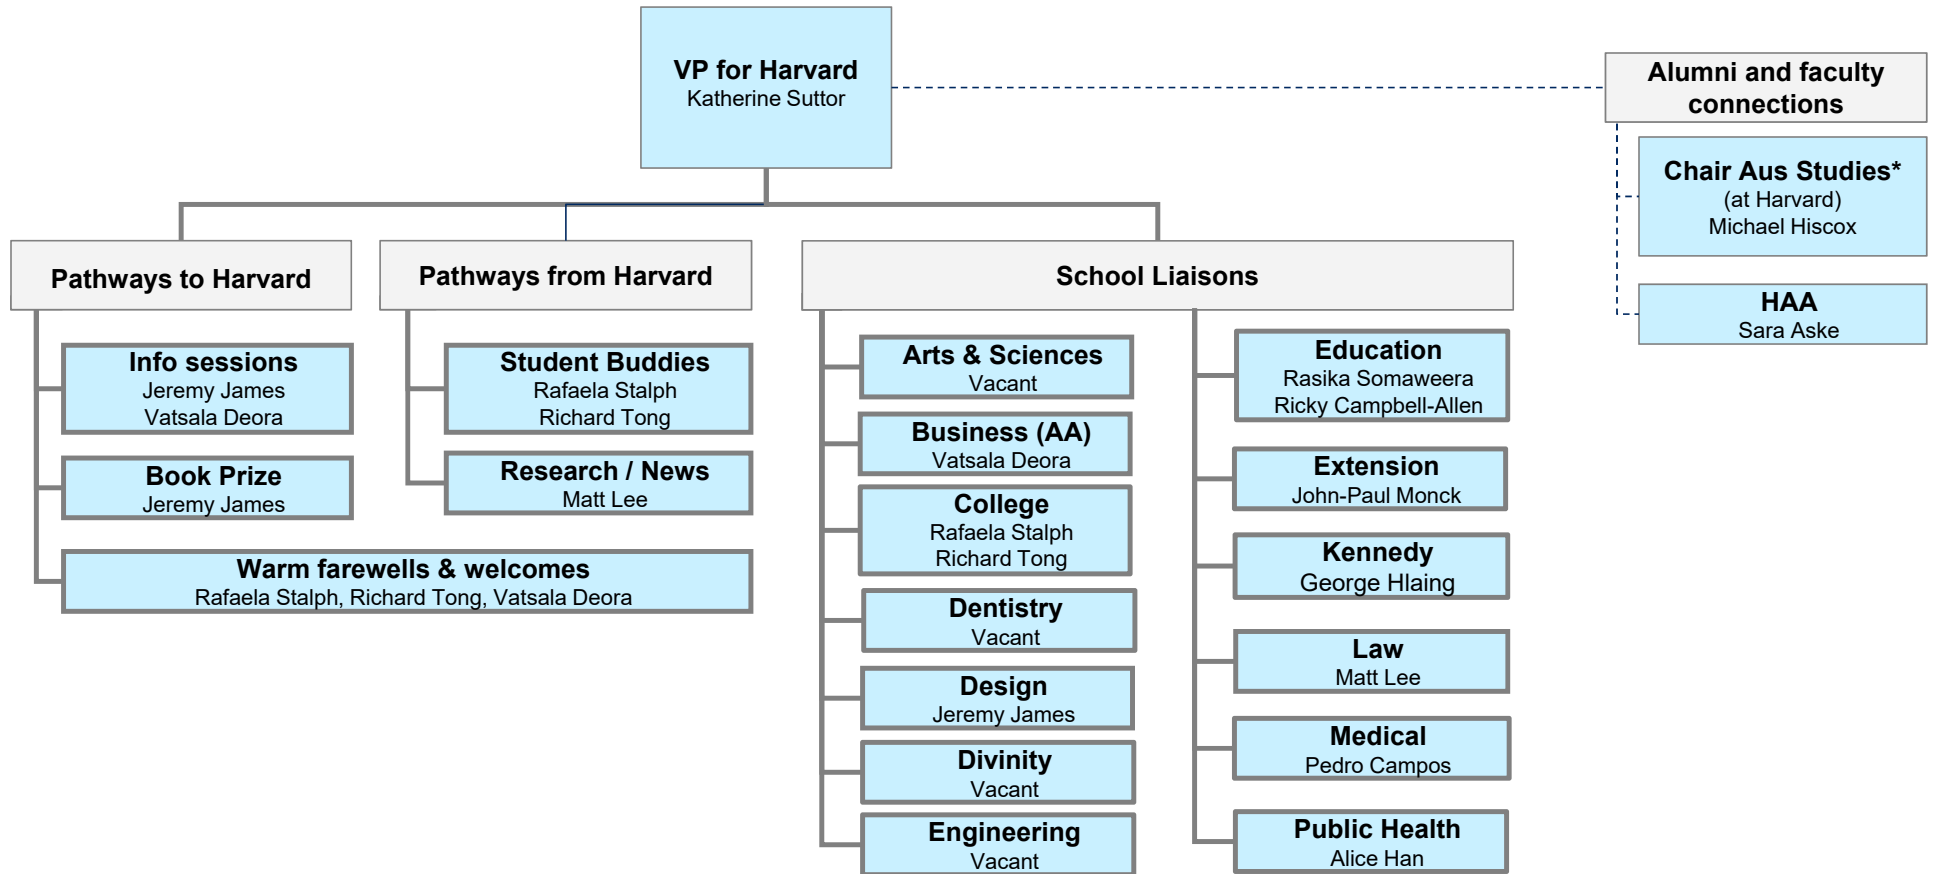 VP for Harvard
Katherine Suttor
Alumni and faculty
connections
Chair Aus Studies*
(at Harvard)
Michael Hiscox
HAA
Sara Aske
Pathways to Harvard
Info sessions
Jeremy James
Vatsala Deora
Book Prize
Jeremy James
Warm farewells & welcomes
Rafaela Stalph, Richard Tong, Vatsala Deora
Pathways from Harvard
Student Buddies
Rafaela Stalph
Richard Tong
Research / News
Matt Lee
School Liaisons
Arts & Sciences
Vacant
Business (AA)
Vatsala Deora
College
Rafaela Stalph
Richard Tong
Dentistry
Vacant
Design
Jeremy James
Divinity
Vacant
Engineering
Vacant
Education
Rasika Somaweera
Ricky Campbell-Allen
Extension
John-Paul Monck
Kennedy
George Hlaing
Law
Matt Lee
Medical
Pedro Campos
Public Health
Alice Han